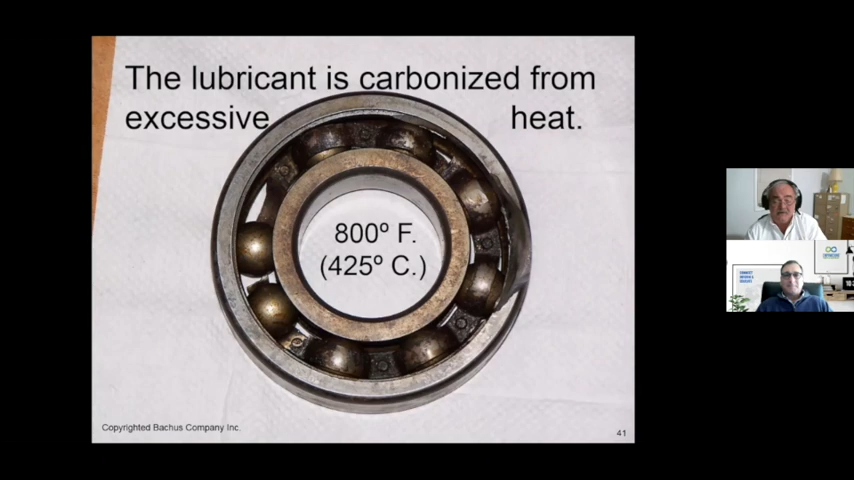 The lubricant is carbonized from
excessive heat.
800º F.
(425º C.)
Copyrighted Bachus Company Inc.
41